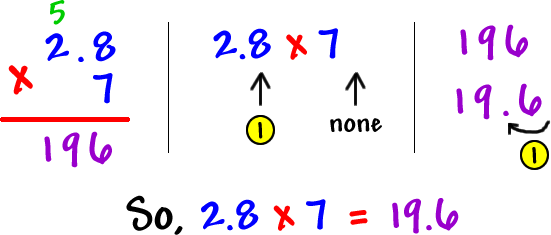 5
2.8
x 7
196
2.8 x 7
1 none
196
19.6
1
So, 2.8 x 7 = 19.6